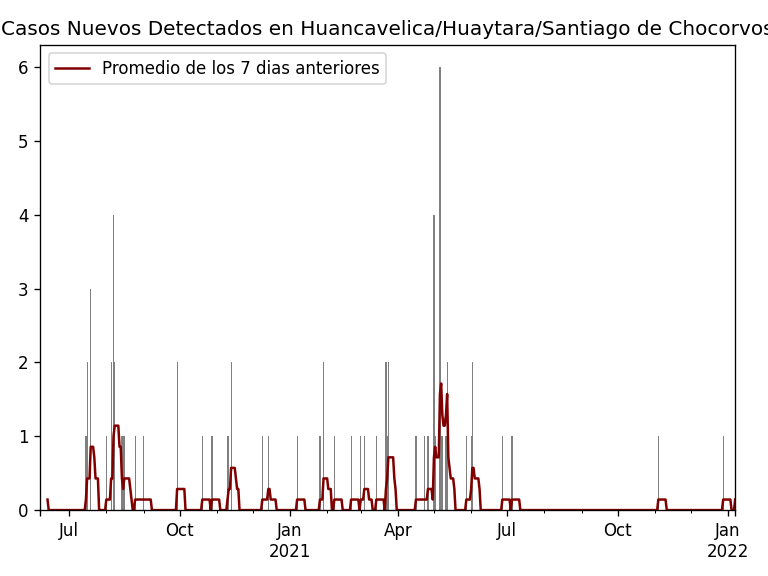 Casos Nuevos Detectados en Huancavelica/Huaytara/Santiago de Chocorvos
Promedio de los 7 dias anteriores
6
5
4
3
2
1
0
Jul Oct Jan Apr Jul Oct Jan
2021 2022